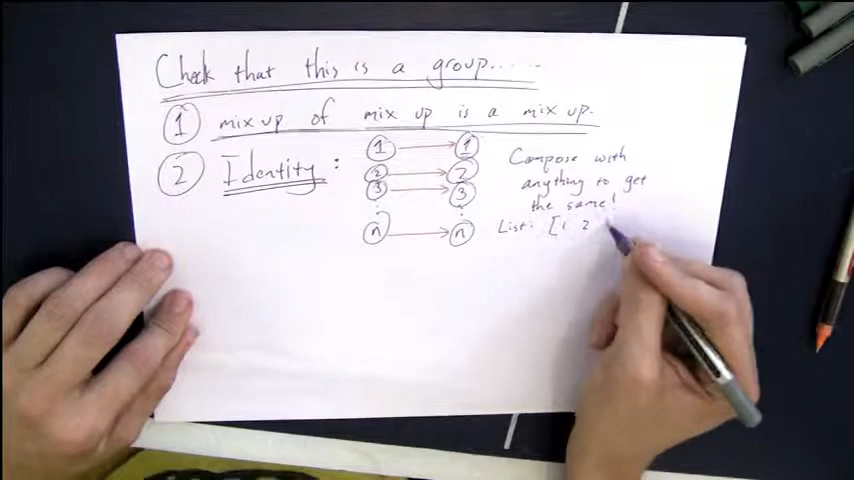 Check that this is a group......
① mix up of mix up is a mix up.
② Identity: ① → ①
② → ②
③ → ③
⋮ ⋮
ⓝ → ⓝ
Compose with
anything to get
the same!
List: [1 2